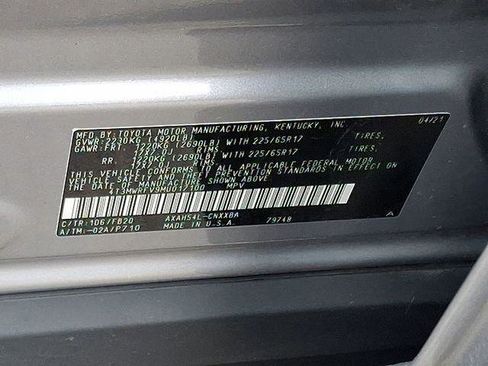 MFD.BY:TOYOTA MOTOR MANUFACTURING, KENTUCKY, INC. 04/21
GVWR:2230KG (4920LB)
GAWR:FRT. 1220KG (2690LB) WITH 225/65R17 TIRES,
RIMS
RR. 1220KG (2690LB) WITH 225/65R17 TIRES,
RIMS
THIS VEHICLE CONFORMS TO ALL APPLICABLE FEDERAL MOTOR
VEHICLE SAFETY AND THEFT PREVENTION STANDARDS IN
EFFECT ON THE DATE OF MANUFACTURE SHOWN ABOVE.
MPV
C/TR:1D6/FB20 AXAH54L-CNXXBA A
A/TM:-02A/P710 MADE IN U.S.A. 79748